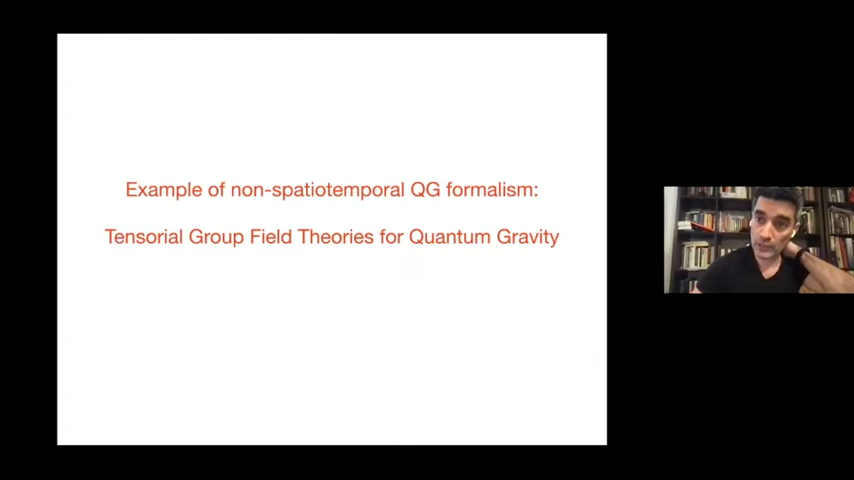 Example of non-spatiotemporal QG formalism:
Tensorial Group Field Theories for Quantum Gravity